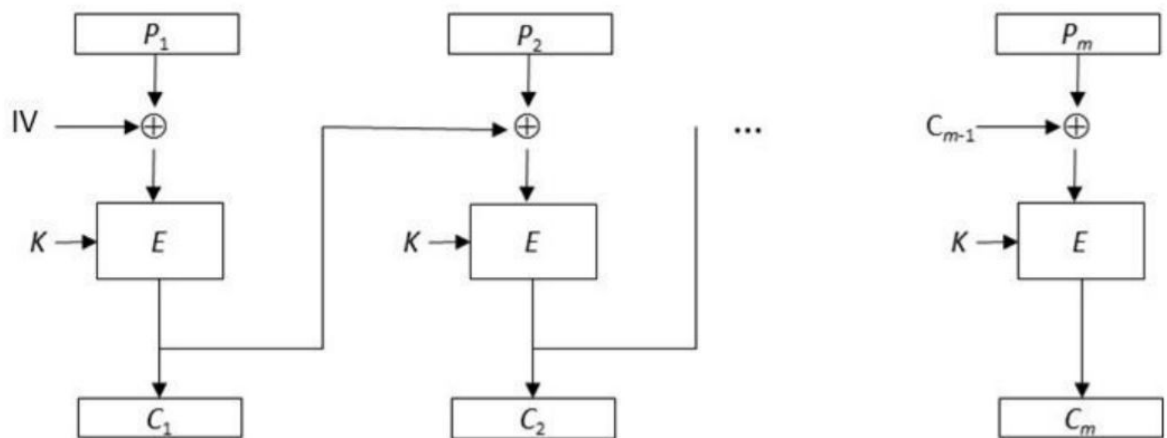 P₁ P₂ Pₘ
IV ... Cₘ₋₁
K E K E K E
C₁ C₂ Cₘ